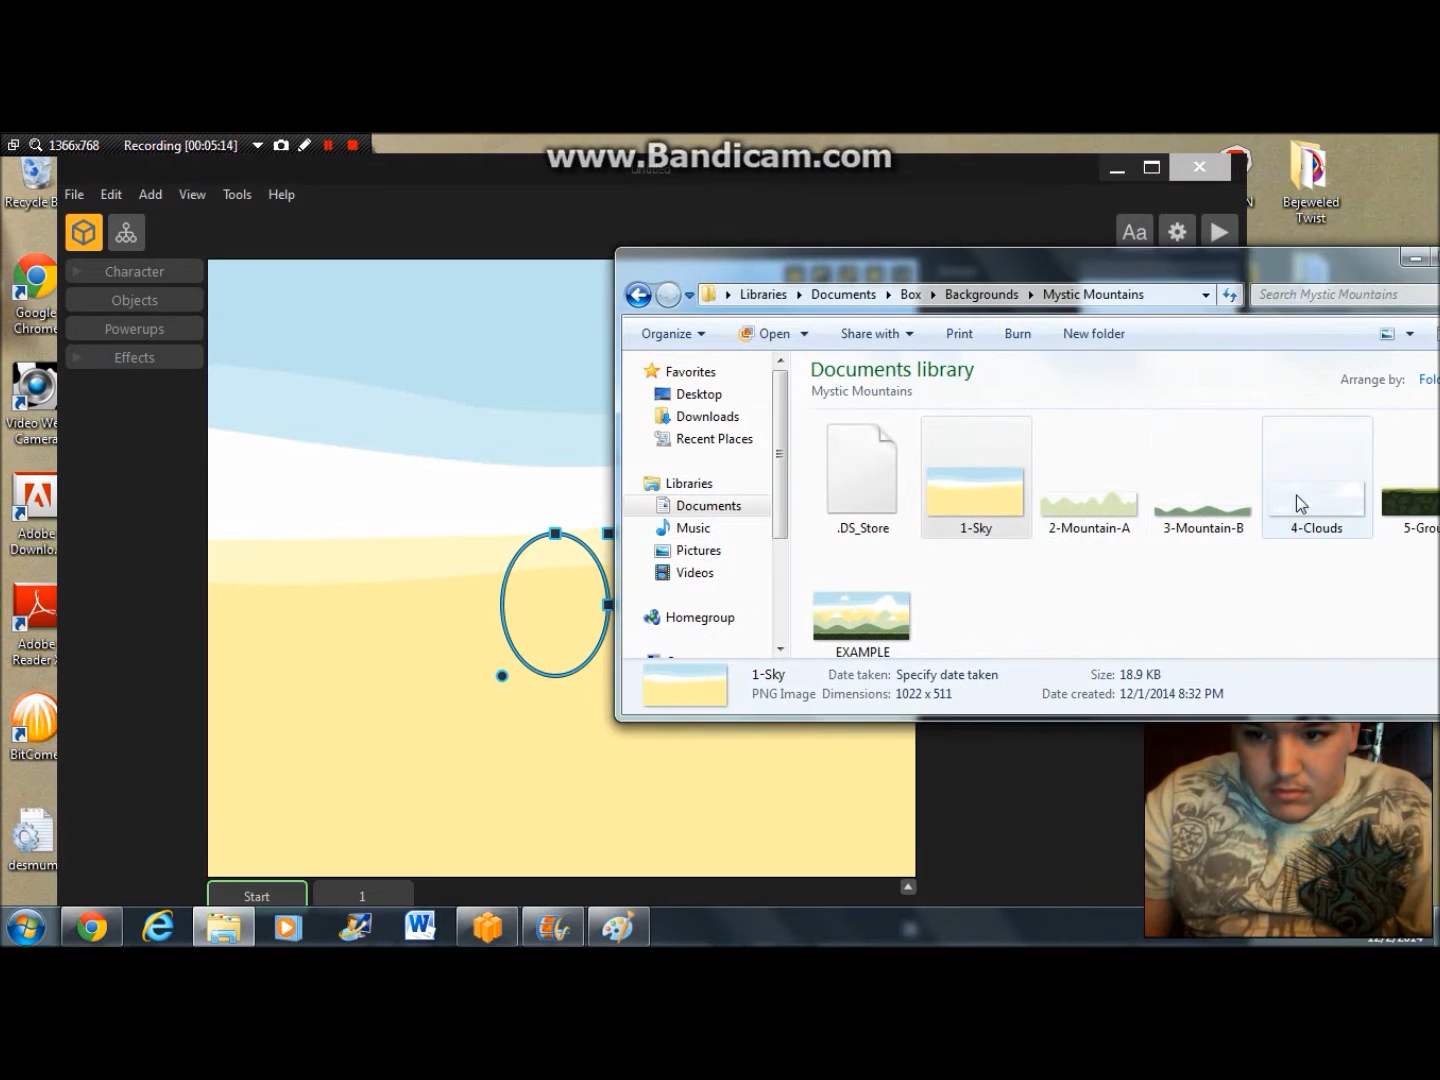 1366x768 Recording [00:05:14]
www.Bandicam.com
Untitled
Recycle B
File Edit Add View Tools Help
Bejeweled
Twist
Aa
Character
Objects
Powerups
Effects
Google
Chrome
Video We
Camera
Adobe
Downlo...
Adobe
Reader X
BitCome
desmum
Libraries Documents Box Backgrounds Mystic Mountains
Search Mystic Mountains
Organize Open Share with Print Burn New folder
Favorites
Desktop
Downloads
Recent Places
Libraries
Documents
Music
Pictures
Videos
Homegroup
Documents library
Mystic Mountains
Arrange by: Fol
.DS_Store 1-Sky 2-Mountain-A 3-Mountain-B 4-Clouds 5-Grou
EXAMPLE
1-Sky Date taken: Specify date taken Size: 18.9 KB
PNG Image Dimensions: 1022 x 511 Date created: 12/1/2014 8:32 PM
Start 1
12/2/2014